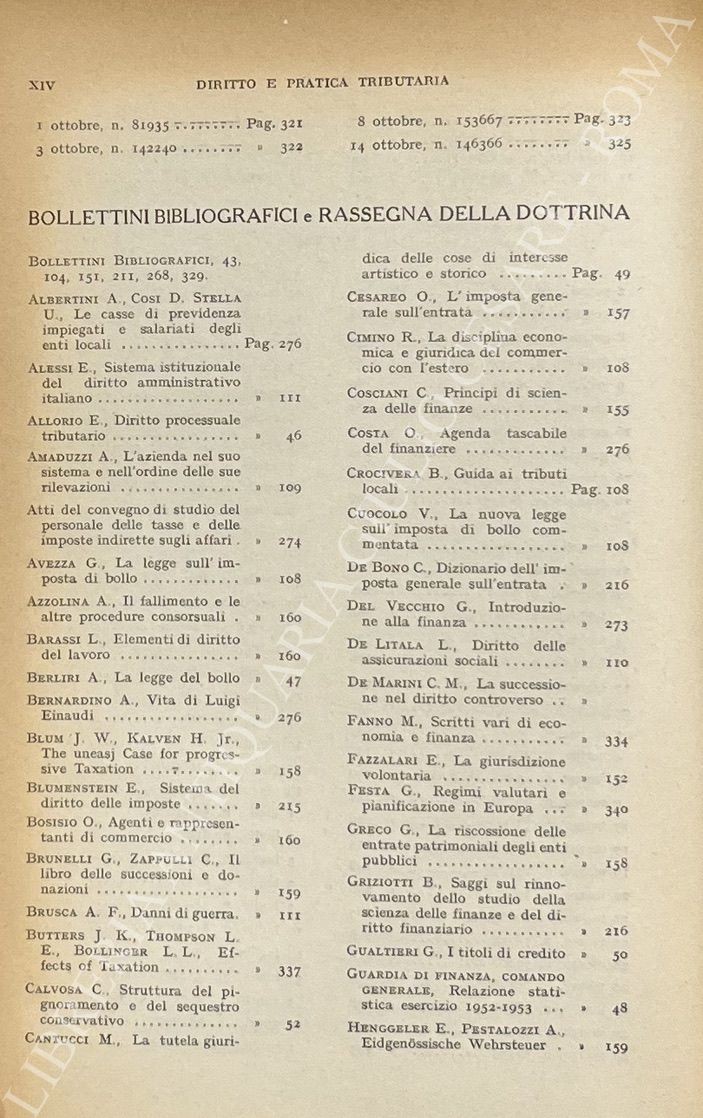 XIV DIRITTO E PRATICA TRIBUTARIA
1 ottobre, n. 81935 ......... Pag. 321
3 ottobre, n. 142240 ........ » 322
8 ottobre, n. 153667 ........ Pag. 323
14 ottobre, n. 146366 ........ » 325
BOLLETTINI BIBLIOGRAFICI e RASSEGNA DELLA DOTTRINA
BOLLETTINI BIBLIOGRAFICI, 43,
104, 151, 211, 268, 329.
ALBERTINI A., COSI D. STELLA
U., Le casse di previdenza
impiegati e salariati degli
enti locali ................ Pag. 276
ALESSI E., Sistema istituzionale
del diritto amministrativo
italiano .................. » 111
ALLORIO E., Diritto processuale
tributario ................. » 46
AMADUZZI A., L'azienda nel suo
sistema e nell'ordine delle sue
rilevazioni ................ » 109
Atti del convegno di studio del
personale delle tasse e delle
imposte indirette sugli affari . » 274
AVEZZA G., La legge sull' im-
posta di bollo ............. » 108
AZZOLINA A., Il fallimento e le
altre procedure consorsuali . » 160
BARASSI L., Elementi di diritto
del lavoro ................ » 160
BERLIRI A., La legge del bollo » 47
BERNARDINO A., Vita di Luigi
Einaudi .................. » 276
BLUM J. W., KALVEN H. Jr.,
The uneasj Case for progres-
sive Taxation ............. » 158
BLUMENSTEIN E., Sistema del
diritto delle imposte ....... » 215
BOSISIO O., Agenti e rappresen-
tanti di commercio ........ » 160
BRUNELLI G., ZAPPULLI C., Il
libro delle successioni e do-
nazioni ................... » 159
BRUSCA A. F., Danni di guerra. » 111
BUTTERS J. K., THOMPSON L.
E., BOLLINGER L. L., Ef-
fects of Taxation .......... » 337
CALVOSA C., Struttura del pi-
gnoramento e del sequestro
conservativo .............. » 52
CANTUCCI M., La tutela giuri-
dica delle cose di interesse
artistico e storico ......... Pag. 49
CESAREO O., L' imposta gene-
rale sull'entrata ........... » 157
CIMINO R., La disciplina econo-
mica e giuridica del commer-
cio con l'estero ........... » 108
COSCIANI C., Principi di scien-
za delle finanze ........... » 155
COSTA O., Agenda tascabile
del finanziere ............. » 276
CROCIVERA B., Guida ai tributi
locali ..................... Pag. 108
CUOCOLO V., La nuova legge
sull' imposta di bollo com-
mentata .................. » 108
DE BONO C., Dizionario dell' im-
posta generale sull'entrata . » 216
DEL VECCHIO G., Introduzio-
ne alla finanza ............ » 273
DE LITALA L., Diritto delle
assicurazioni sociali ........ » 110
DE MARINI C. M., La successio-
ne nel diritto controverso .. »
FANNO M., Scritti vari di eco-
nomia e finanza ........... » 334
FAZZALARI E., La giurisdizione
volontaria ................ » 152
FESTA G., Regimi valutari e
pianificazione in Europa ... » 340
GRECO G., La riscossione delle
entrate patrimoniali degli enti
pubblici .................. » 158
GRIZIOTTI B., Saggi sul rinno-
vamento dello studio della
scienza delle finanze e del di-
ritto finanziario ........... » 216
GUALTIERI G., I titoli di credito » 50
GUARDIA DI FINANZA, COMANDO
GENERALE, Relazione stati-
stica esercizio 1952-1953 ... » 48
HENGGELER E., PESTALOZZI A.,
Eidgenössische Wehrsteuer . » 159